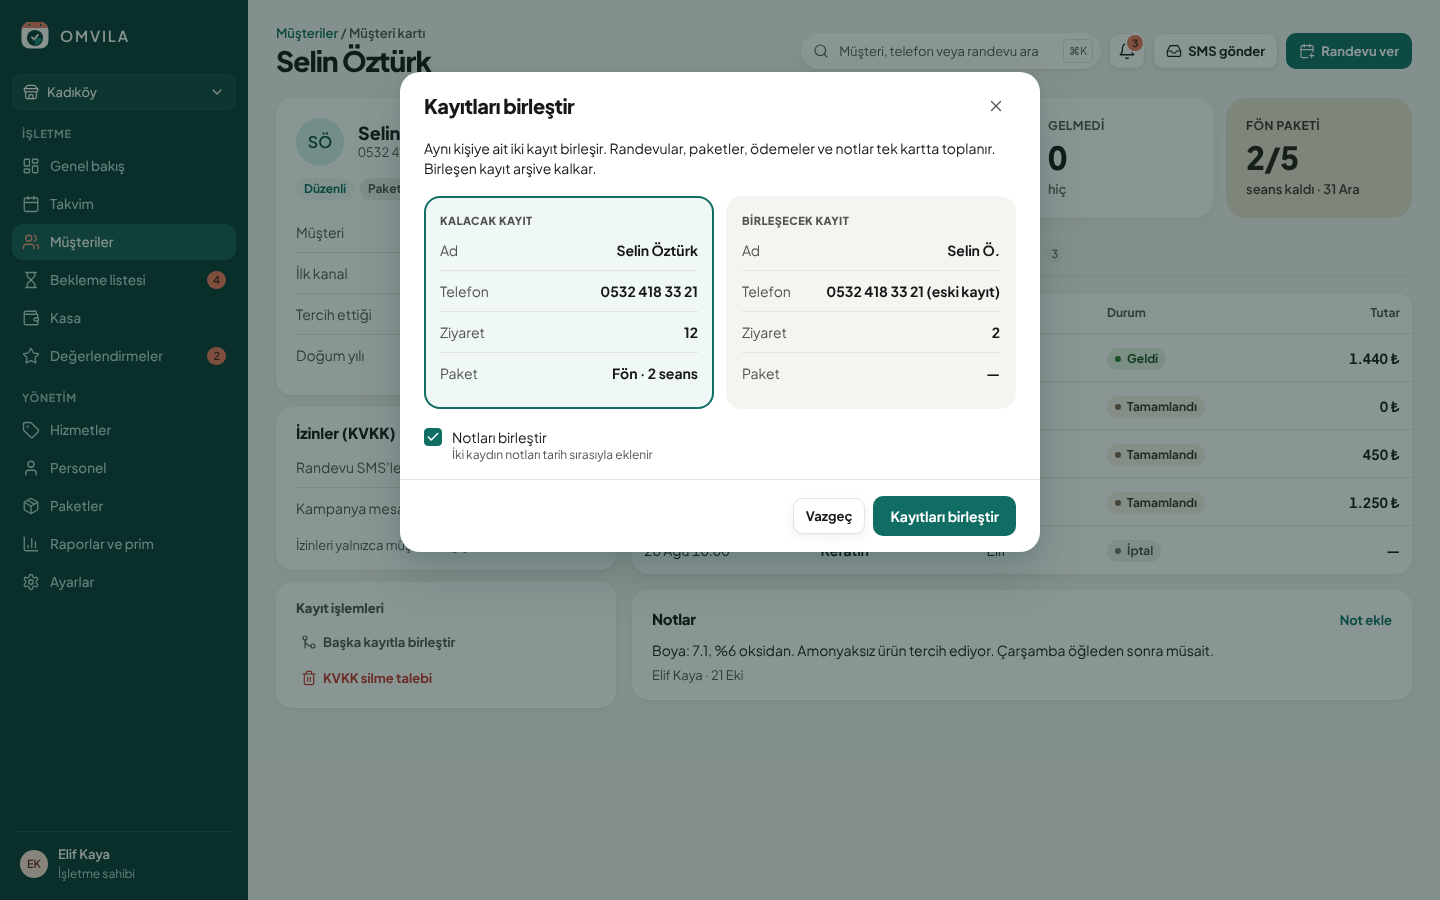 OMVILA
Kadıköy
İŞLETME
Genel bakış
Takvim
Müşteriler
Bekleme listesi
4
Kasa
Değerlendirmeler
2
YÖNETİM
Hizmetler
Personel
Paketler
Raporlar ve prim
Ayarlar
EK
Elif Kaya
İşletme sahibi
Müşteriler / Müşteri kartı
Selin Öztürk
Müşteri, telefon veya randevu ara
⌘K
3
SMS gönder
Randevu ver
SÖ
Selin
0532 4
Düzenli
Paket
Müşteri
İlk kanal
Tercih ettiği
Doğum yılı
GELMEDİ
0
hiç
FÖN PAKETİ
2/5
seans kaldı · 31 Ara
3
Kayıtları birleştir
Aynı kişiye ait iki kayıt birleşir. Randevular, paketler, ödemeler ve notlar tek kartta toplanır.
Birleşen kayıt arşive kalkar.
KALACAK KAYIT
Ad Selin Öztürk
Telefon 0532 418 33 21
Ziyaret 12
Paket Fön · 2 seans
BİRLEŞECEK KAYIT
Ad Selin Ö.
Telefon 0532 418 33 21 (eski kayıt)
Ziyaret 2
Paket —
Notları birleştir
İki kaydın notları tarih sırasıyla eklenir
Vazgeç
Kayıtları birleştir
Durum Tutar
Geldi 1.440 ₺
Tamamlandı 0 ₺
Tamamlandı 450 ₺
Tamamlandı 1.250 ₺
Keratin Elif İptal —
İzinler (KVKK)
Randevu SMS'le
Kampanya mesa
İzinleri yalnızca
Kayıt işlemleri
Başka kayıtla birleştir
KVKK silme talebi
Notlar
Not ekle
Boya: 7.1, %6 oksidan. Amonyaksız ürün tercih ediyor. Çarşamba öğleden sonra müsait.
Elif Kaya · 21 Eki